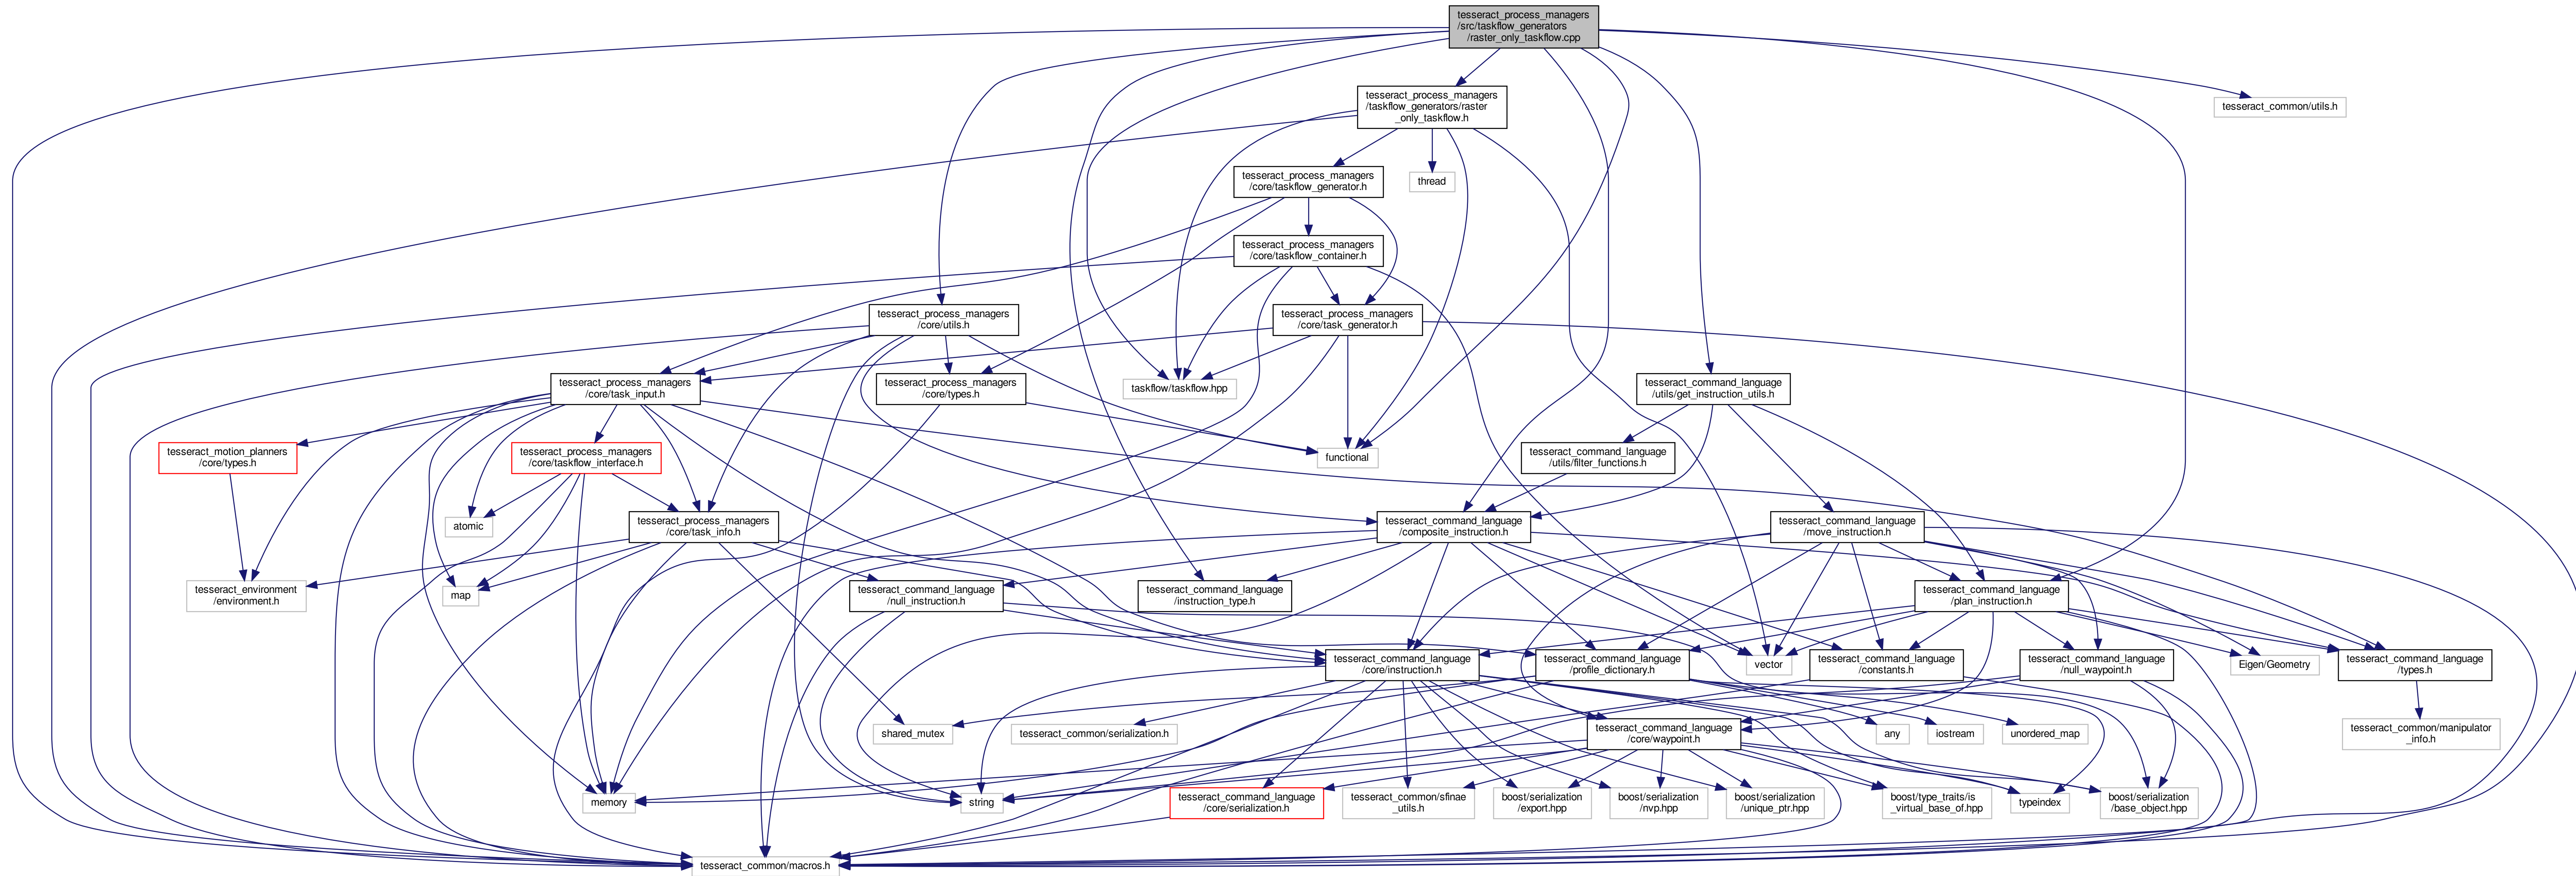 tesseract_process_managers
/src/taskflow_generators
/raster_only_taskflow.cpp
tesseract_process_managers
/taskflow_generators/raster
_only_taskflow.h
tesseract_common/utils.h
tesseract_process_managers
/core/taskflow_generator.h
thread
tesseract_process_managers
/core/taskflow_container.h
tesseract_process_managers
/core/utils.h
tesseract_process_managers
/core/task_generator.h
tesseract_process_managers
/core/task_input.h
tesseract_process_managers
/core/types.h
taskflow/taskflow.hpp
tesseract_command_language
/utils/get_instruction_utils.h
tesseract_motion_planners
/core/types.h
tesseract_process_managers
/core/taskflow_interface.h
functional
tesseract_command_language
/utils/filter_functions.h
atomic
tesseract_process_managers
/core/task_info.h
tesseract_command_language
/composite_instruction.h
tesseract_command_language
/move_instruction.h
tesseract_environment
/environment.h
map
tesseract_command_language
/null_instruction.h
tesseract_command_language
/instruction_type.h
tesseract_command_language
/plan_instruction.h
tesseract_command_language
/core/instruction.h
tesseract_command_language
/profile_dictionary.h
vector
tesseract_command_language
/constants.h
tesseract_command_language
/null_waypoint.h
Eigen/Geometry
tesseract_command_language
/types.h
shared_mutex
tesseract_common/serialization.h
tesseract_command_language
/core/waypoint.h
any
iostream
unordered_map
tesseract_common/manipulator
_info.h
memory
string
tesseract_command_language
/core/serialization.h
tesseract_common/sfinae
_utils.h
boost/serialization
/export.hpp
boost/serialization
/nvp.hpp
boost/serialization
/unique_ptr.hpp
boost/type_traits/is
_virtual_base_of.hpp
typeindex
boost/serialization
/base_object.hpp
tesseract_common/macros.h